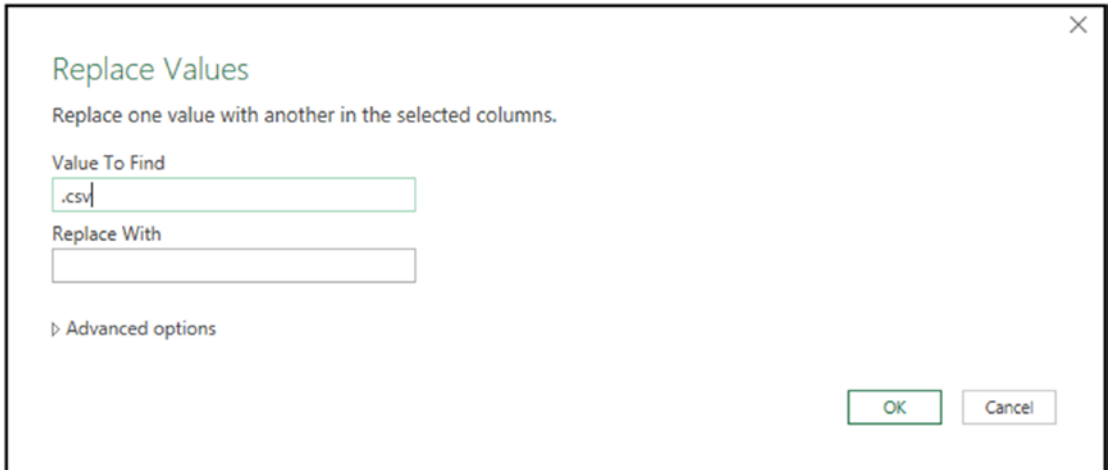 Replace Values
Replace one value with another in the selected columns.
Value To Find
.csv
Replace With
Advanced options
OK
Cancel